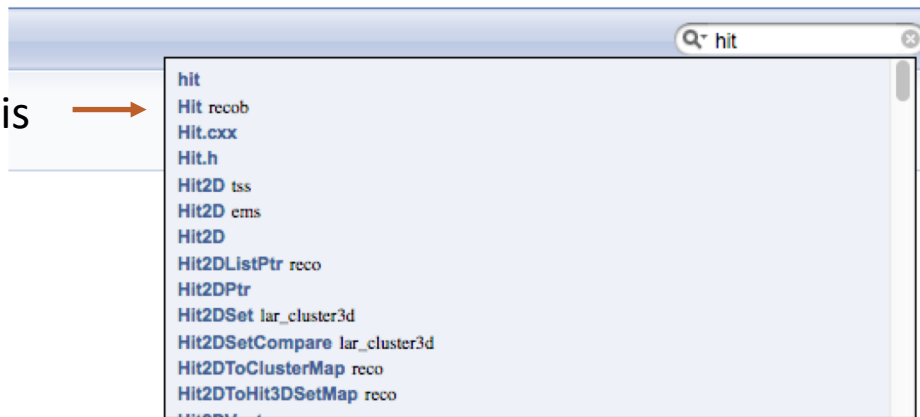 hit
is
hit
Hit recob
Hit.cxx
Hit.h
Hit2D tss
Hit2D ems
Hit2D
Hit2DListPtr reco
Hit2DPtr
Hit2DSet lar_cluster3d
Hit2DSetCompare lar_cluster3d
Hit2DToClusterMap reco
Hit2DToHit3DSetMap reco